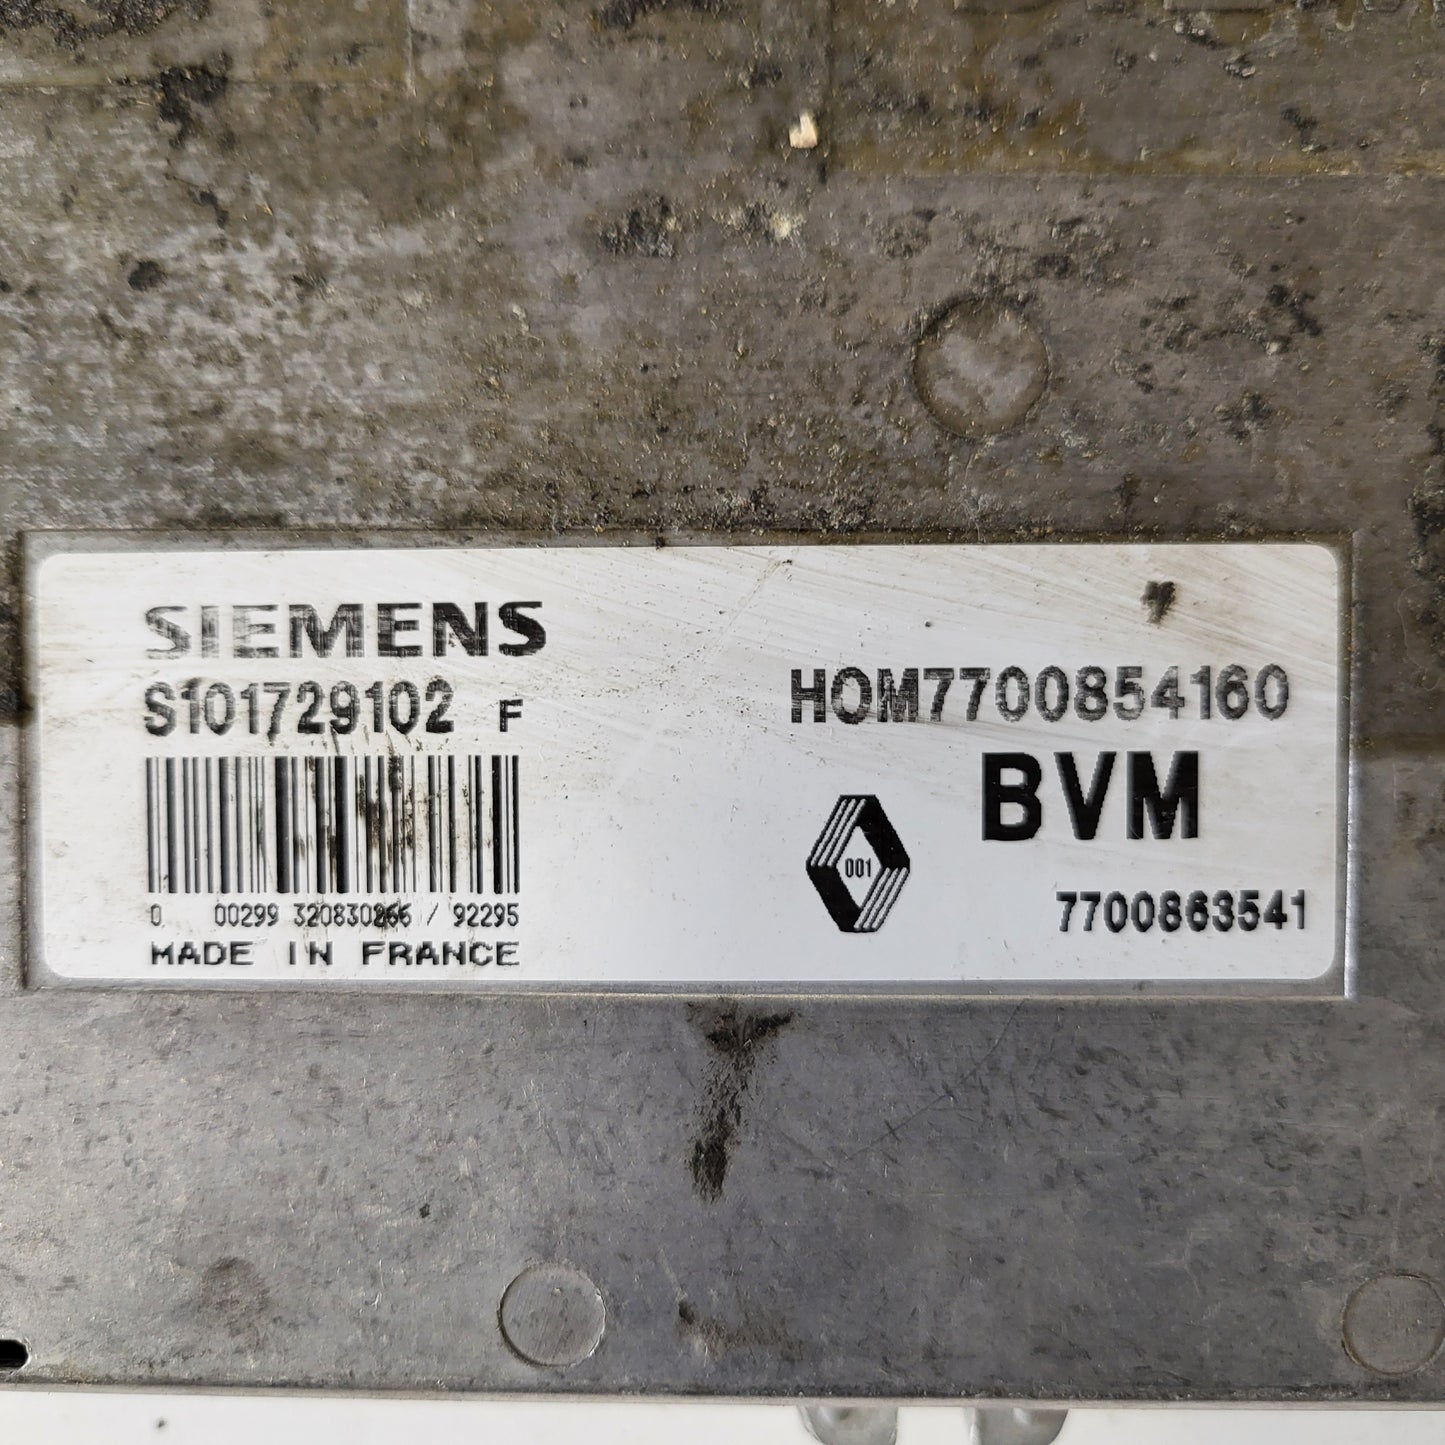 SIEMENS
S101729102 F
HOM7700854160
BVM
001
7700863541
0 00299 320830266 / 92295
MADE IN FRANCE